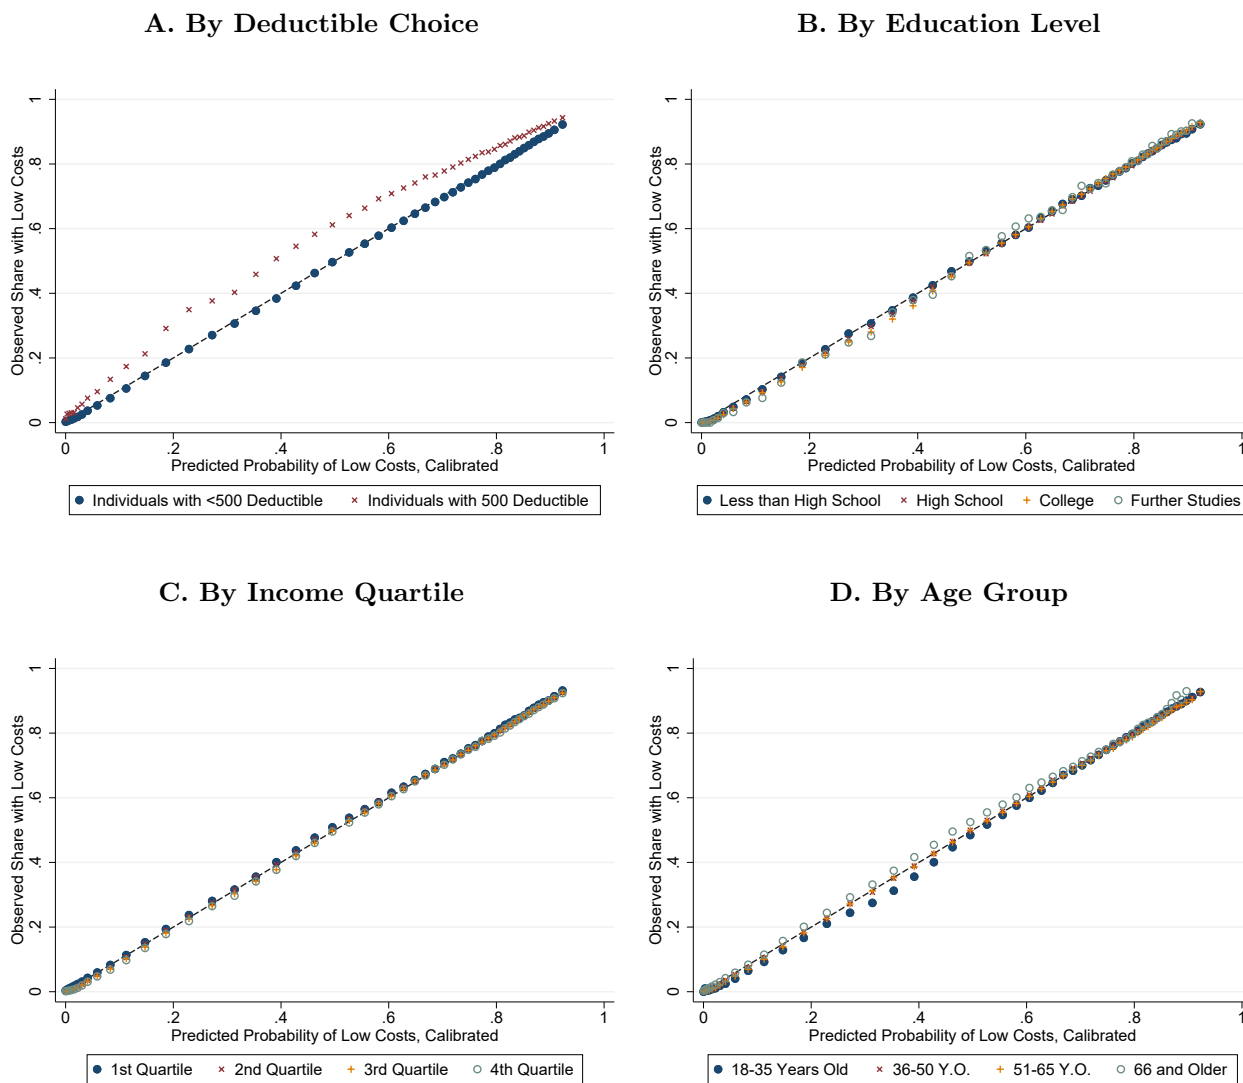 A. By Deductible Choice
Observed Share with Low Costs
1
.8
.6
.4
.2
0
0 .2 .4 .6 .8 1
Predicted Probability of Low Costs, Calibrated
Individuals with <500 Deductible Individuals with 500 Deductible
B. By Education Level
Observed Share with Low Costs
1
.8
.6
.4
.2
0
0 .2 .4 .6 .8 1
Predicted Probability of Low Costs, Calibrated
Less than High School High School College Further Studies
C. By Income Quartile
Observed Share with Low Costs
1
.8
.6
.4
.2
0
0 .2 .4 .6 .8 1
Predicted Probability of Low Costs, Calibrated
1st Quartile 2nd Quartile 3rd Quartile 4th Quartile
D. By Age Group
Observed Share with Low Costs
1
.8
.6
.4
.2
0
0 .2 .4 .6 .8 1
Predicted Probability of Low Costs, Calibrated
18-35 Years Old 36-50 Y.O. 51-65 Y.O. 66 and Older